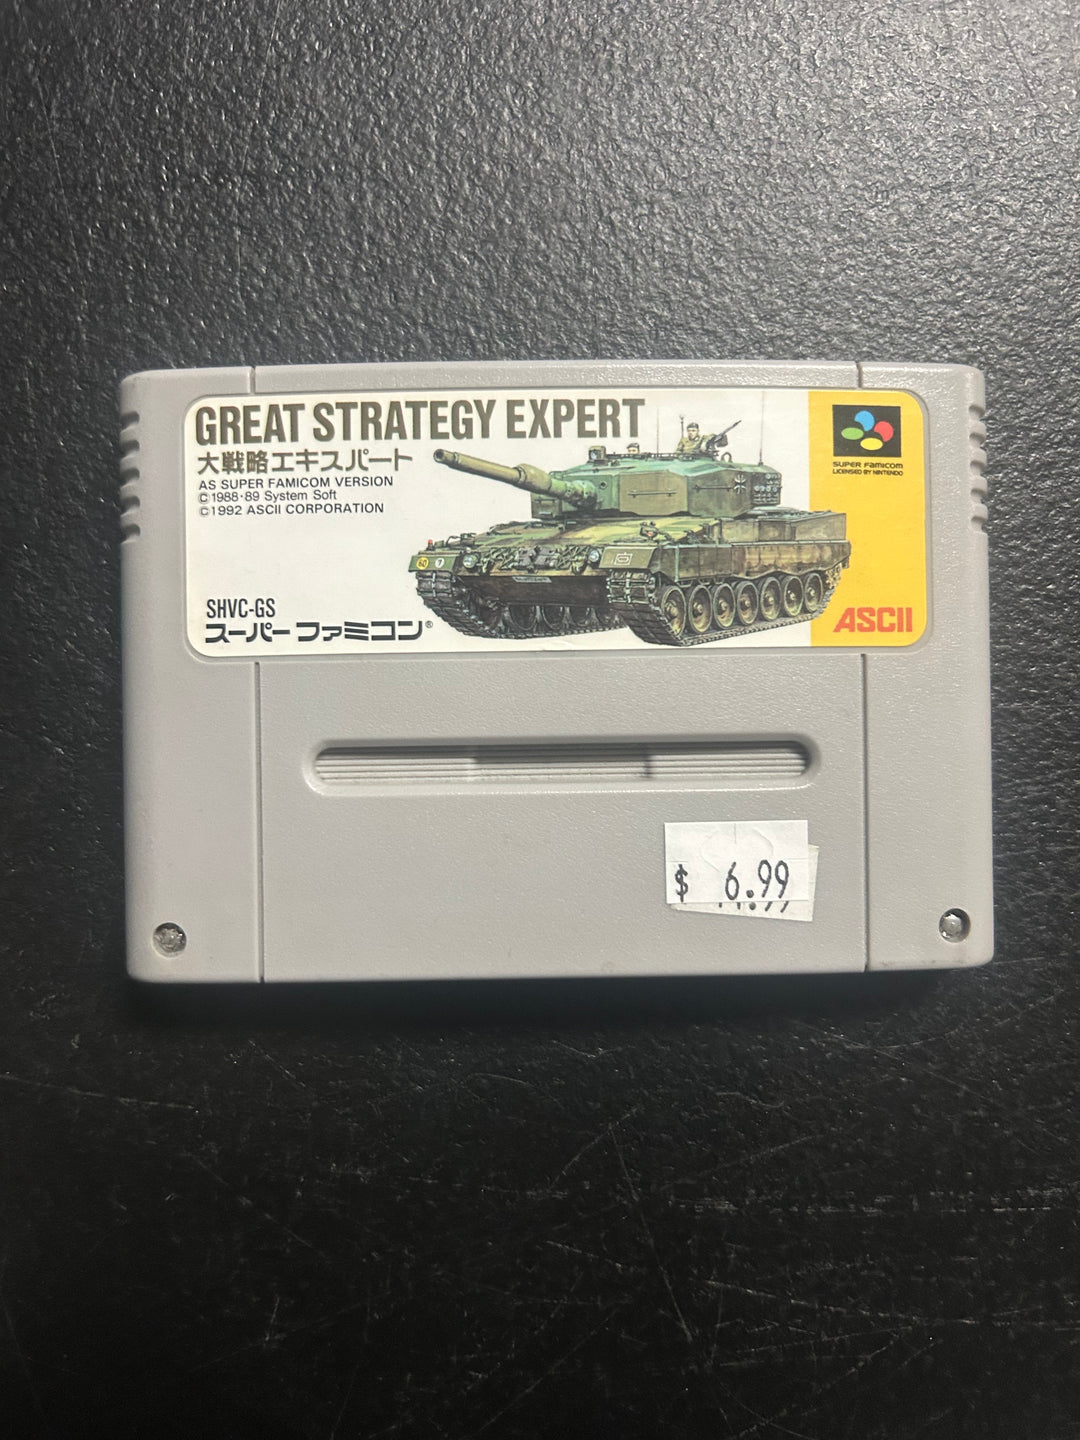 GREAT STRATEGY EXPERT
大戦略エキスパート
AS SUPER FAMICOM VERSION
©1988·89 System Soft
©1992 ASCII CORPORATION
SUPER FAMICOM
LICENSED BY NINTENDO
SHVC-GS
スーパーファミコン®
ASCII
$ 6.99